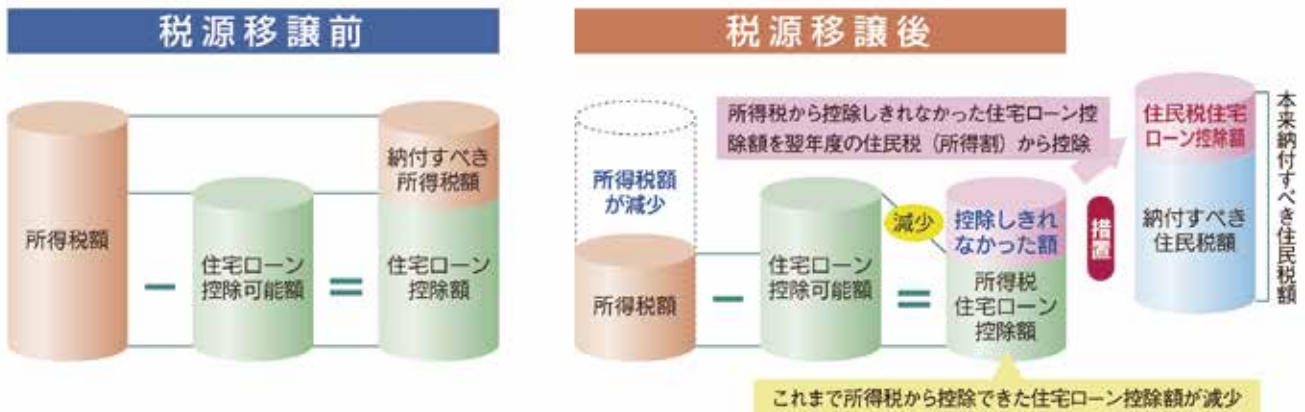 税源移譲前
所得税額
－
住宅ローン
控除可能額
＝
納付すべき
所得税額
住宅ローン
控除額
税源移譲後
所得税額
が減少
所得税額
－
住宅ローン
控除可能額
＝
減少
控除しきれ
なかった額
所得税
住宅ローン
控除額
所得税から控除しきれなかった住宅ローン控
除額を翌年度の住民税（所得割）から控除
措置
住民税住宅
ローン控除額
納付すべき
住民税額
本来納付すべき住民税額
これまで所得税から控除できた住宅ローン控除額が減少